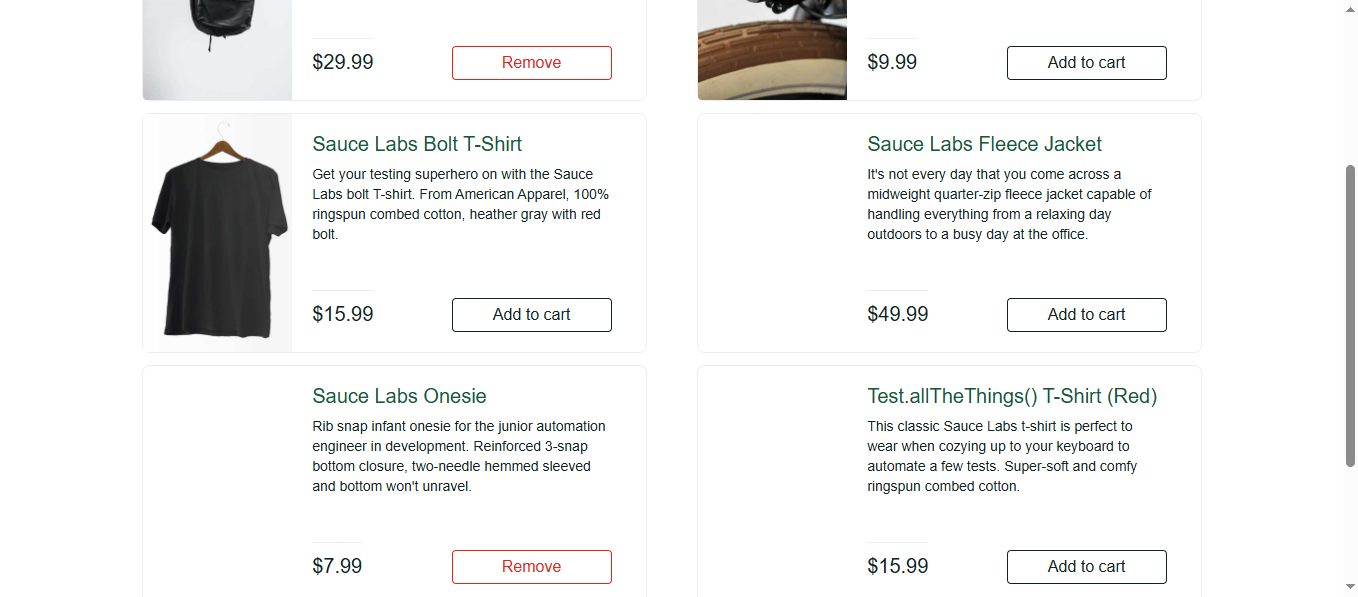 $29.99
Remove
$9.99
Add to cart
Sauce Labs Bolt T-Shirt
Get your testing superhero on with the Sauce
Labs bolt T-shirt. From American Apparel, 100%
ringspun combed cotton, heather gray with red
bolt.
$15.99
Add to cart
Sauce Labs Fleece Jacket
It's not every day that you come across a
midweight quarter-zip fleece jacket capable of
handling everything from a relaxing day
outdoors to a busy day at the office.
$49.99
Add to cart
Sauce Labs Onesie
Rib snap infant onesie for the junior automation
engineer in development. Reinforced 3-snap
bottom closure, two-needle hemmed sleeved
and bottom won't unravel.
$7.99
Remove
Test.allTheThings() T-Shirt (Red)
This classic Sauce Labs t-shirt is perfect to
wear when cozying up to your keyboard to
automate a few tests. Super-soft and comfy
ringspun combed cotton.
$15.99
Add to cart